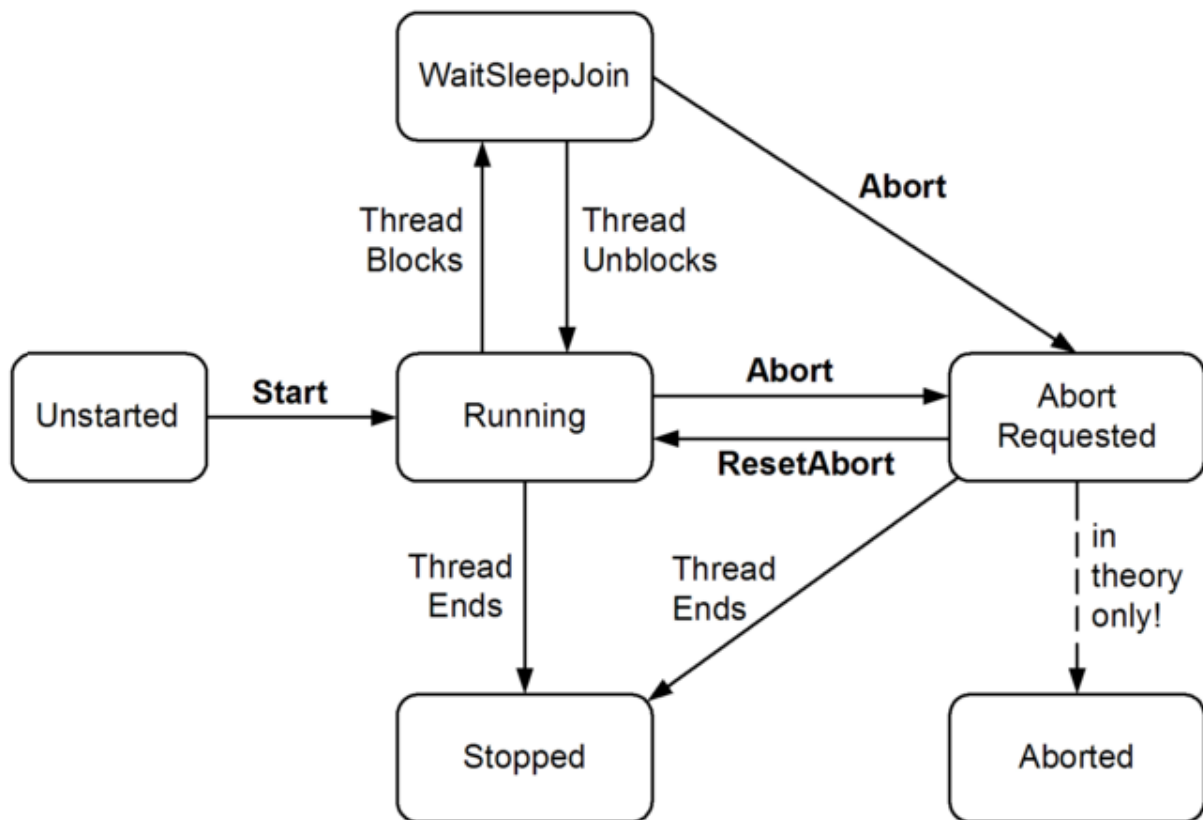 WaitSleepJoin
Abort
Thread
Blocks
Thread
Unblocks
Unstarted
Start
Running
Abort
ResetAbort
Abort
Requested
Thread
Ends
Thread
Ends
in
theory
only!
Stopped
Aborted